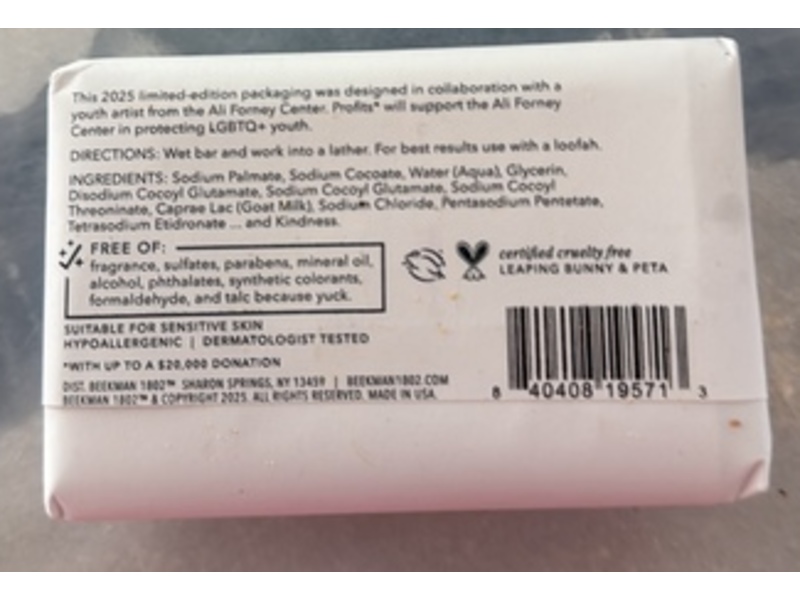 This 2025 limited-edition packaging was designed in collaboration with a
youth artist from the Ali Forney Center. Profits* will support the Ali Forney
Center in protecting LGBTQ+ youth.
DIRECTIONS: Wet bar and work into a lather. For best results use with a loofah.
INGREDIENTS: Sodium Palmate, Sodium Cocoate, Water (Aqua), Glycerin,
Disodium Cocoyl Glutamate, Sodium Cocoyl Glutamate, Sodium Cocoyl
Threoninate, Caprae Lac (Goat Milk), Sodium Chloride, Pentasodium Pentetate,
Tetrasodium Etidronate ... and Kindness.
FREE OF:
fragrance, sulfates, parabens, mineral oil,
alcohol, phthalates, synthetic colorants,
formaldehyde, and talc because yuck.
certified cruelty free
LEAPING BUNNY & PETA
SUITABLE FOR SENSITIVE SKIN
HYPOALLERGENIC | DERMATOLOGIST TESTED
*WITH UP TO A $20,000 DONATION
DIST. BEEKMAN 1802™ SHARON SPRINGS, NY 13459 | BEEKMAN1802.COM
BEEKMAN 1802™ & COPYRIGHT 2025. ALL RIGHTS RESERVED. MADE IN USA.
8 40408 19571 3